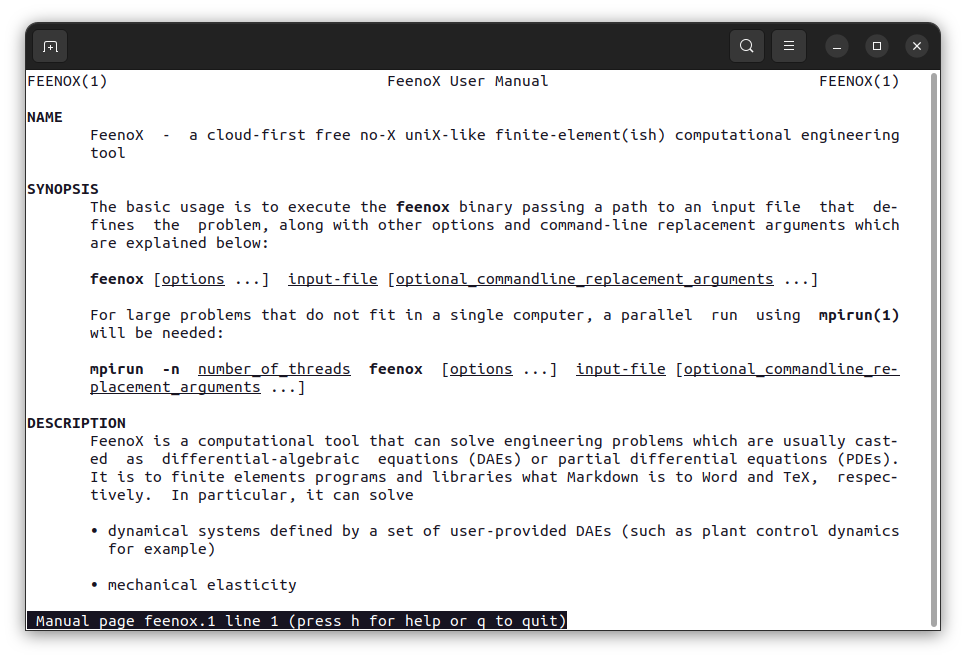 FEENOX(1) FeenoX User Manual FEENOX(1)
NAME
FeenoX - a cloud-first free no-X uniX-like finite-element(ish) computational engineering
tool
SYNOPSIS
The basic usage is to execute the feenox binary passing a path to an input file that de-
fines the problem, along with other options and command-line replacement arguments which
are explained below:
feenox [options ...] input-file [optional_commandline_replacement_arguments ...]
For large problems that do not fit in a single computer, a parallel run using mpirun(1)
will be needed:
mpirun -n number_of_threads feenox [options ...] input-file [optional_commandline_re-
placement_arguments ...]
DESCRIPTION
FeenoX is a computational tool that can solve engineering problems which are usually cast-
ed as differential-algebraic equations (DAEs) or partial differential equations (PDEs).
It is to finite elements programs and libraries what Markdown is to Word and TeX, respec-
tively. In particular, it can solve
• dynamical systems defined by a set of user-provided DAEs (such as plant control dynamics
for example)
• mechanical elasticity
Manual page feenox.1 line 1 (press h for help or q to quit)